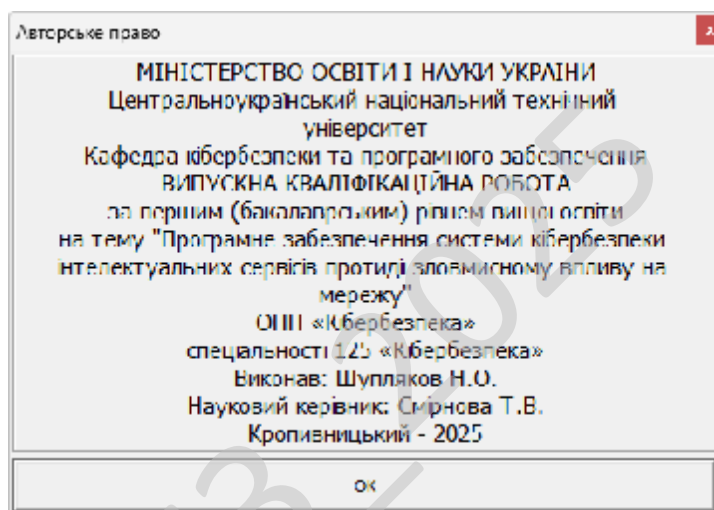 Авторське право
МІНІСТЕРСТВО ОСВІТИ І НАУКИ УКРАЇНИ
Центральноукраїнський національний технічний
університет
Кафедра кібербезпеки та програмного забезпечення
ВИПУСКНА КВАЛІФІКАЦІЙНА РОБОТА
за першим (бакалаврським) рівнем вищої освіти
на тему "Програмне забезпечення системи кібербезпеки
інтелектуальних сервісів протидії зловмисному впливу на
мережу"
ОПП «Кібербезпека»
спеціальності 125 «Кібербезпека»
Виконав: Шупляков Н.О.
Науковий керівник: Смірнова Т.В.
Кропивницький - 2025
ОК
_2025